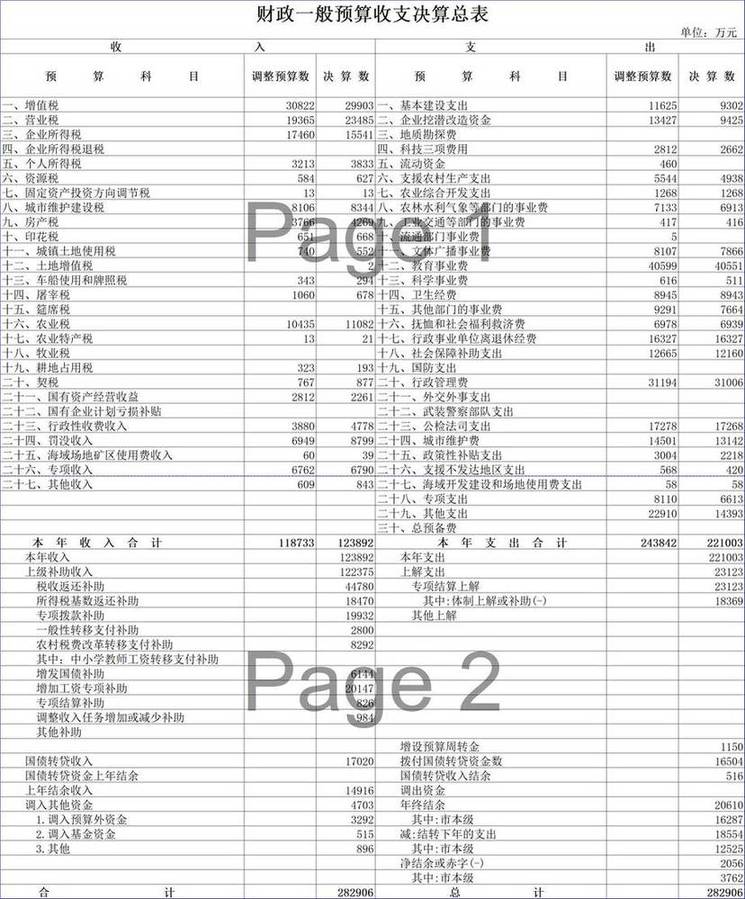 财政一般预算收支决算总表
单位：万元
收 入 支 出
预 算 科 目 调整预算数 决 算 数 预 算 科 目 调整预算数 决 算 数
一、增值税 30822 29903 一、基本建设支出 11625 9302
二、营业税 19365 23485 二、企业挖潜改造资金 13427 9425
三、企业所得税 17460 15541 三、地质勘探费
四、企业所得税退税 四、科技三项费用 2812 2662
五、个人所得税 3213 3833 五、流动资金 460
六、资源税 584 627 六、支援农村生产支出 5544 4938
七、固定资产投资方向调节税 13 13 七、农业综合开发支出 1268 1268
八、城市维护建设税 8106 8344 八、农林水利气象等部门的事业费 7133 6913
九、房产税 3766 4269 九、工业交通等部门的事业费 417 416
十、印花税 651 668 十、流通部门事业费 5
十一、城镇土地使用税 740 552 十一、文体广播事业费 8107 7866
十二、土地增值税 2 十二、教育事业费 40599 40551
十三、车船使用和牌照税 343 294 十三、科学事业费 616 511
十四、屠宰税 1060 678 十四、卫生经费 8945 8943
十五、筵席税 十五、其他部门的事业费 9291 7664
十六、农业税 10435 11082 十六、抚恤和社会福利救济费 6978 6939
十七、农业特产税 13 21 十七、行政事业单位离退休经费 16327 16327
十八、牧业税 十八、社会保障补助支出 12665 12160
十九、耕地占用税 323 193 十九、国防支出
二十、契税 767 877 二十、行政管理费 31194 31006
二十一、国有资产经营收益 2812 2261 二十一、外交外事支出
二十二、国有企业计划亏损补贴 二十二、武装警察部队支出
二十三、行政性收费收入 3880 4778 二十三、公检法司支出 17278 17268
二十四、罚没收入 6949 8799 二十四、城市维护费 14501 13142
二十五、海域场地矿区使用费收入 60 39 二十五、政策性补贴支出 3004 2218
二十六、专项收入 6762 6790 二十六、支援不发达地区支出 568 420
二十七、其他收入 609 843 二十七、海域开发建设和场地使用费支出 58 58
二十八、专项支出 8110 6613
二十九、其他支出 22910 14393
三十、总预备费
本 年 收 入 合 计 118733 123892 本 年 支 出 合 计 243842 221003
本年收入 123892 本年支出 221003
上级补助收入 122375 上解支出 23123
税收返还补助 44780 专项结算上解 23123
所得税基数返还补助 18470 其中:体制上解或补助(-) 18369
专项拨款补助 19932 其他上解
一般性转移支付补助 2800
农村税费改革转移支付补助 8292
其中：中小学教师工资转移支付补助
增发国债补助 6144
增加工资专项补助 20147
专项结算补助 826
调整收入任务增加或减少补助 984
其他补助
增设预算周转金 1150
国债转贷收入 17020 拨付国债转贷资金数 16504
国债转贷资金上年结余 国债转贷收入结余 516
上年结余收入 14916 调出资金
调入其他资金 4703 年终结余 20610
1.调入预算外资金 3292 其中:市本级 16287
2.调入基金资金 515 减:结转下年的支出 18554
3.其他 896 其中:市本级 12525
净结余或赤字(-) 2056
其中:市本级 3762
合 计 282906 总 计 282906
Page 1
Page 2